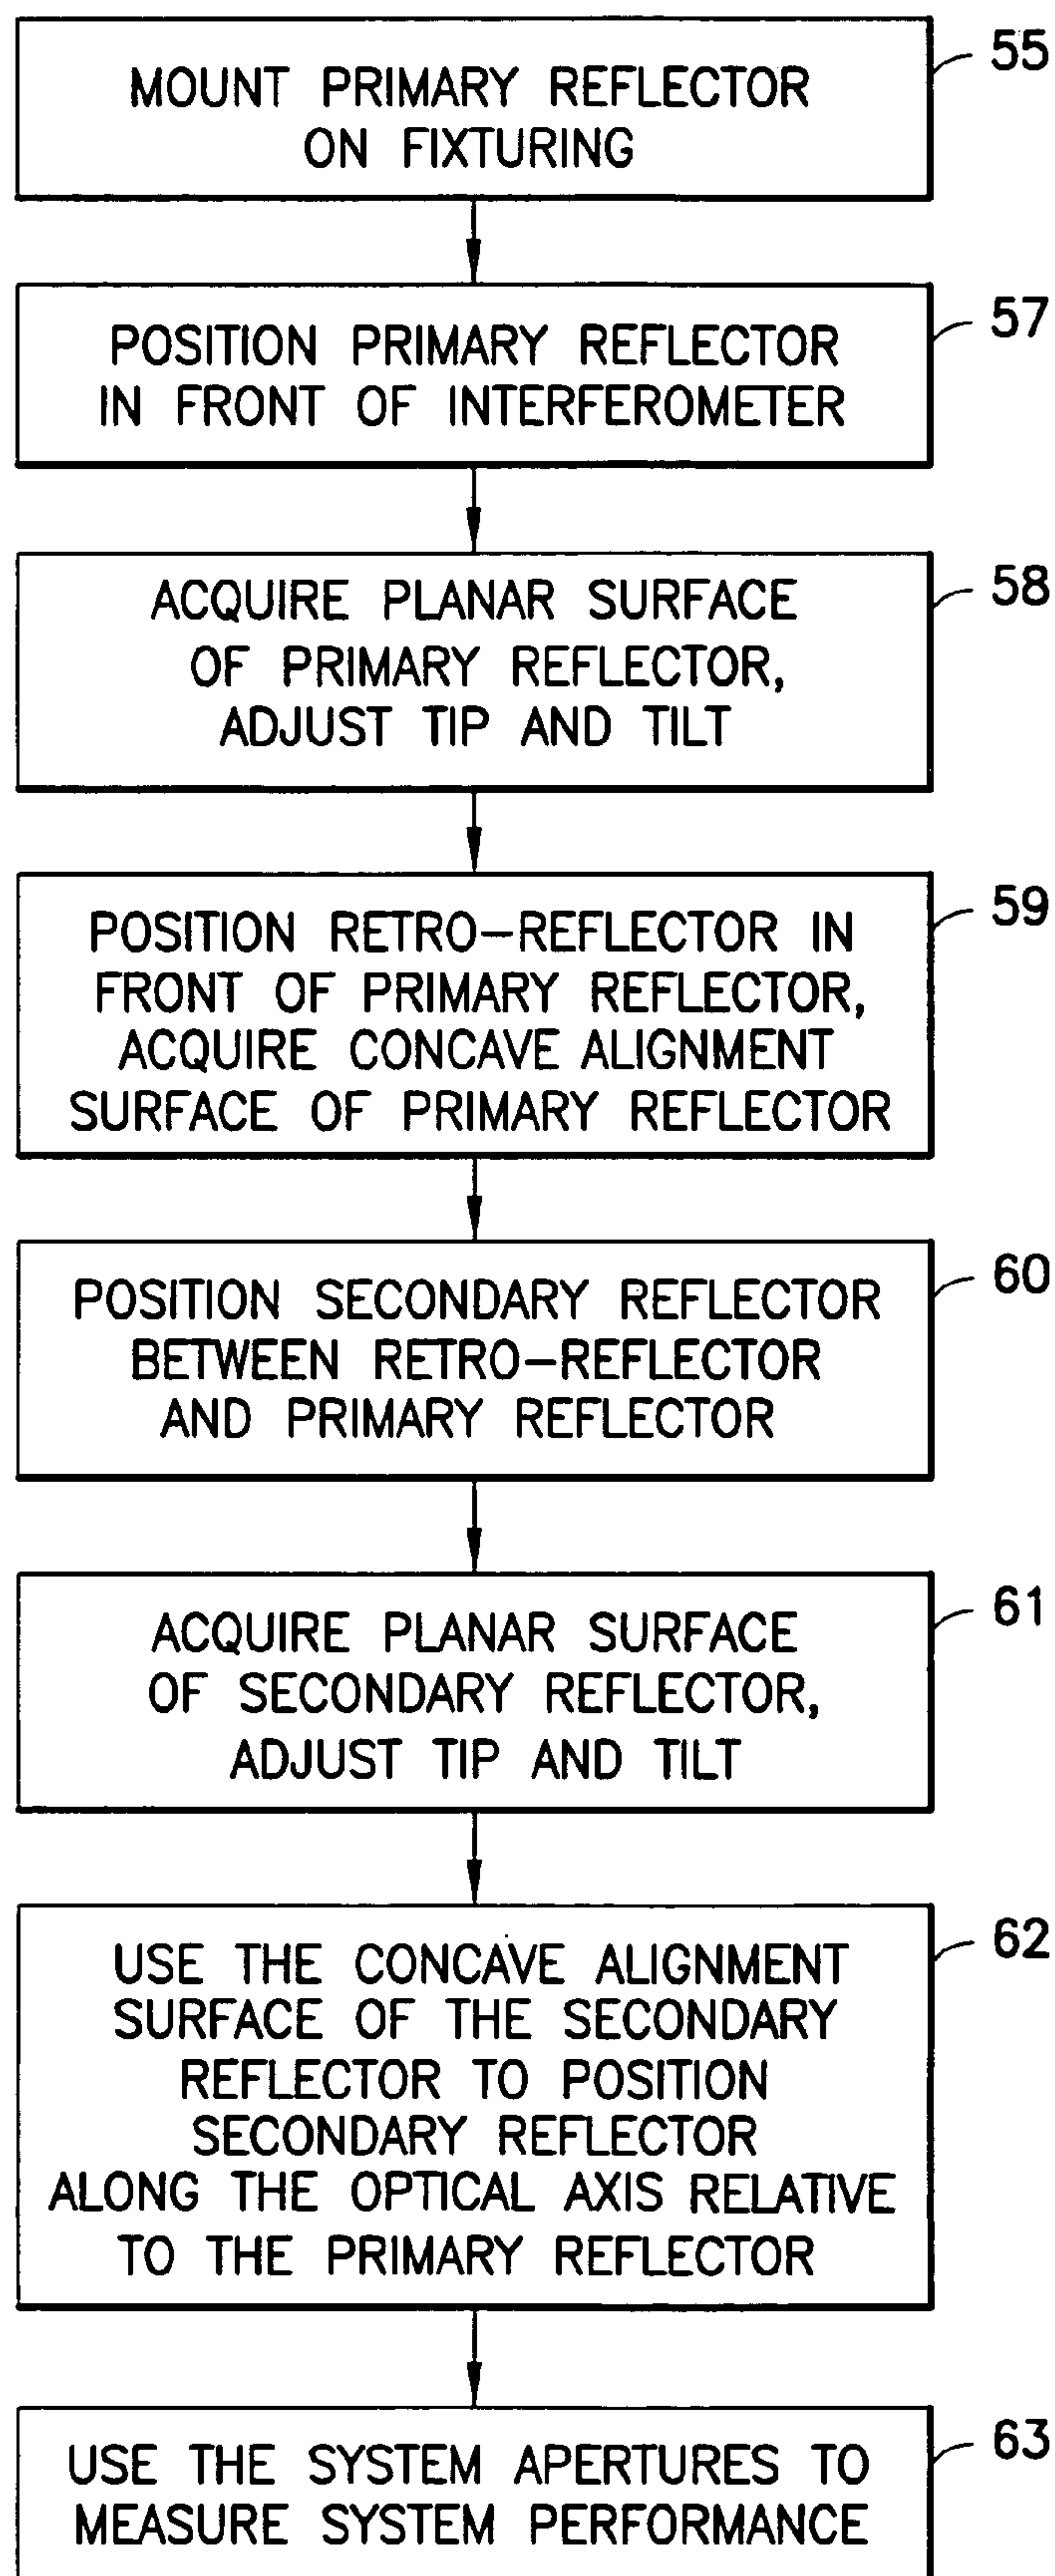 MOUNT PRIMARY REFLECTOR
ON FIXTURING
55
POSITION PRIMARY REFLECTOR
IN FRONT OF INTERFEROMETER
57
ACQUIRE PLANAR SURFACE
OF PRIMARY REFLECTOR,
ADJUST TIP AND TILT
58
POSITION RETRO-REFLECTOR IN
FRONT OF PRIMARY REFLECTOR,
ACQUIRE CONCAVE ALIGNMENT
SURFACE OF PRIMARY REFLECTOR
59
POSITION SECONDARY REFLECTOR
BETWEEN RETRO-REFLECTOR
AND PRIMARY REFLECTOR
60
ACQUIRE PLANAR SURFACE
OF SECONDARY REFLECTOR,
ADJUST TIP AND TILT
61
USE THE CONCAVE ALIGNMENT
SURFACE OF THE SECONDARY
REFLECTOR TO POSITION
SECONDARY REFLECTOR
ALONG THE OPTICAL AXIS RELATIVE
TO THE PRIMARY REFLECTOR
62
USE THE SYSTEM APERTURES TO
MEASURE SYSTEM PERFORMANCE
63